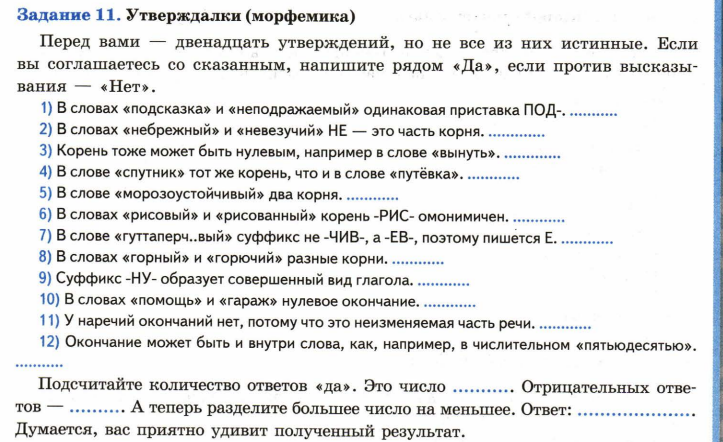 Задание 11. Утверждалки (морфемика)
Перед вами — двенадцать утверждений, но не все из них истинные. Если
вы соглашаетесь со сказанным, напишите рядом «Да», если против высказы-
вания — «Нет».
1) В словах «подсказка» и «неподражаемый» одинаковая приставка ПОД-. ............
2) В словах «небрежный» и «невезучий» НЕ — это часть корня. ............
3) Корень тоже может быть нулевым, например в слове «вынуть». ............
4) В слове «спутник» тот же корень, что и в слове «путёвка». ............
5) В слове «морозоустойчивый» два корня. ............
6) В словах «рисовый» и «рисованный» корень -РИС- омонимичен. ............
7) В слове «гуттаперч..вый» суффикс не -ЧИВ-, а -ЕВ-, поэтому пишется Е. ............
8) В словах «горный» и «горючий» разные корни. ............
9) Суффикс -НУ- образует совершенный вид глагола. ............
10) В словах «помощь» и «гараж» нулевое окончание. ............
11) У наречий окончаний нет, потому что это неизменяемая часть речи. ............
12) Окончание может быть и внутри слова, как, например, в числительном «пятьюдесятью».
............
Подсчитайте количество ответов «да». Это число ........... Отрицательных отве-
тов — .......... А теперь разделите большее число на меньшее. Ответ: .....................
Думается, вас приятно удивит полученный результат.